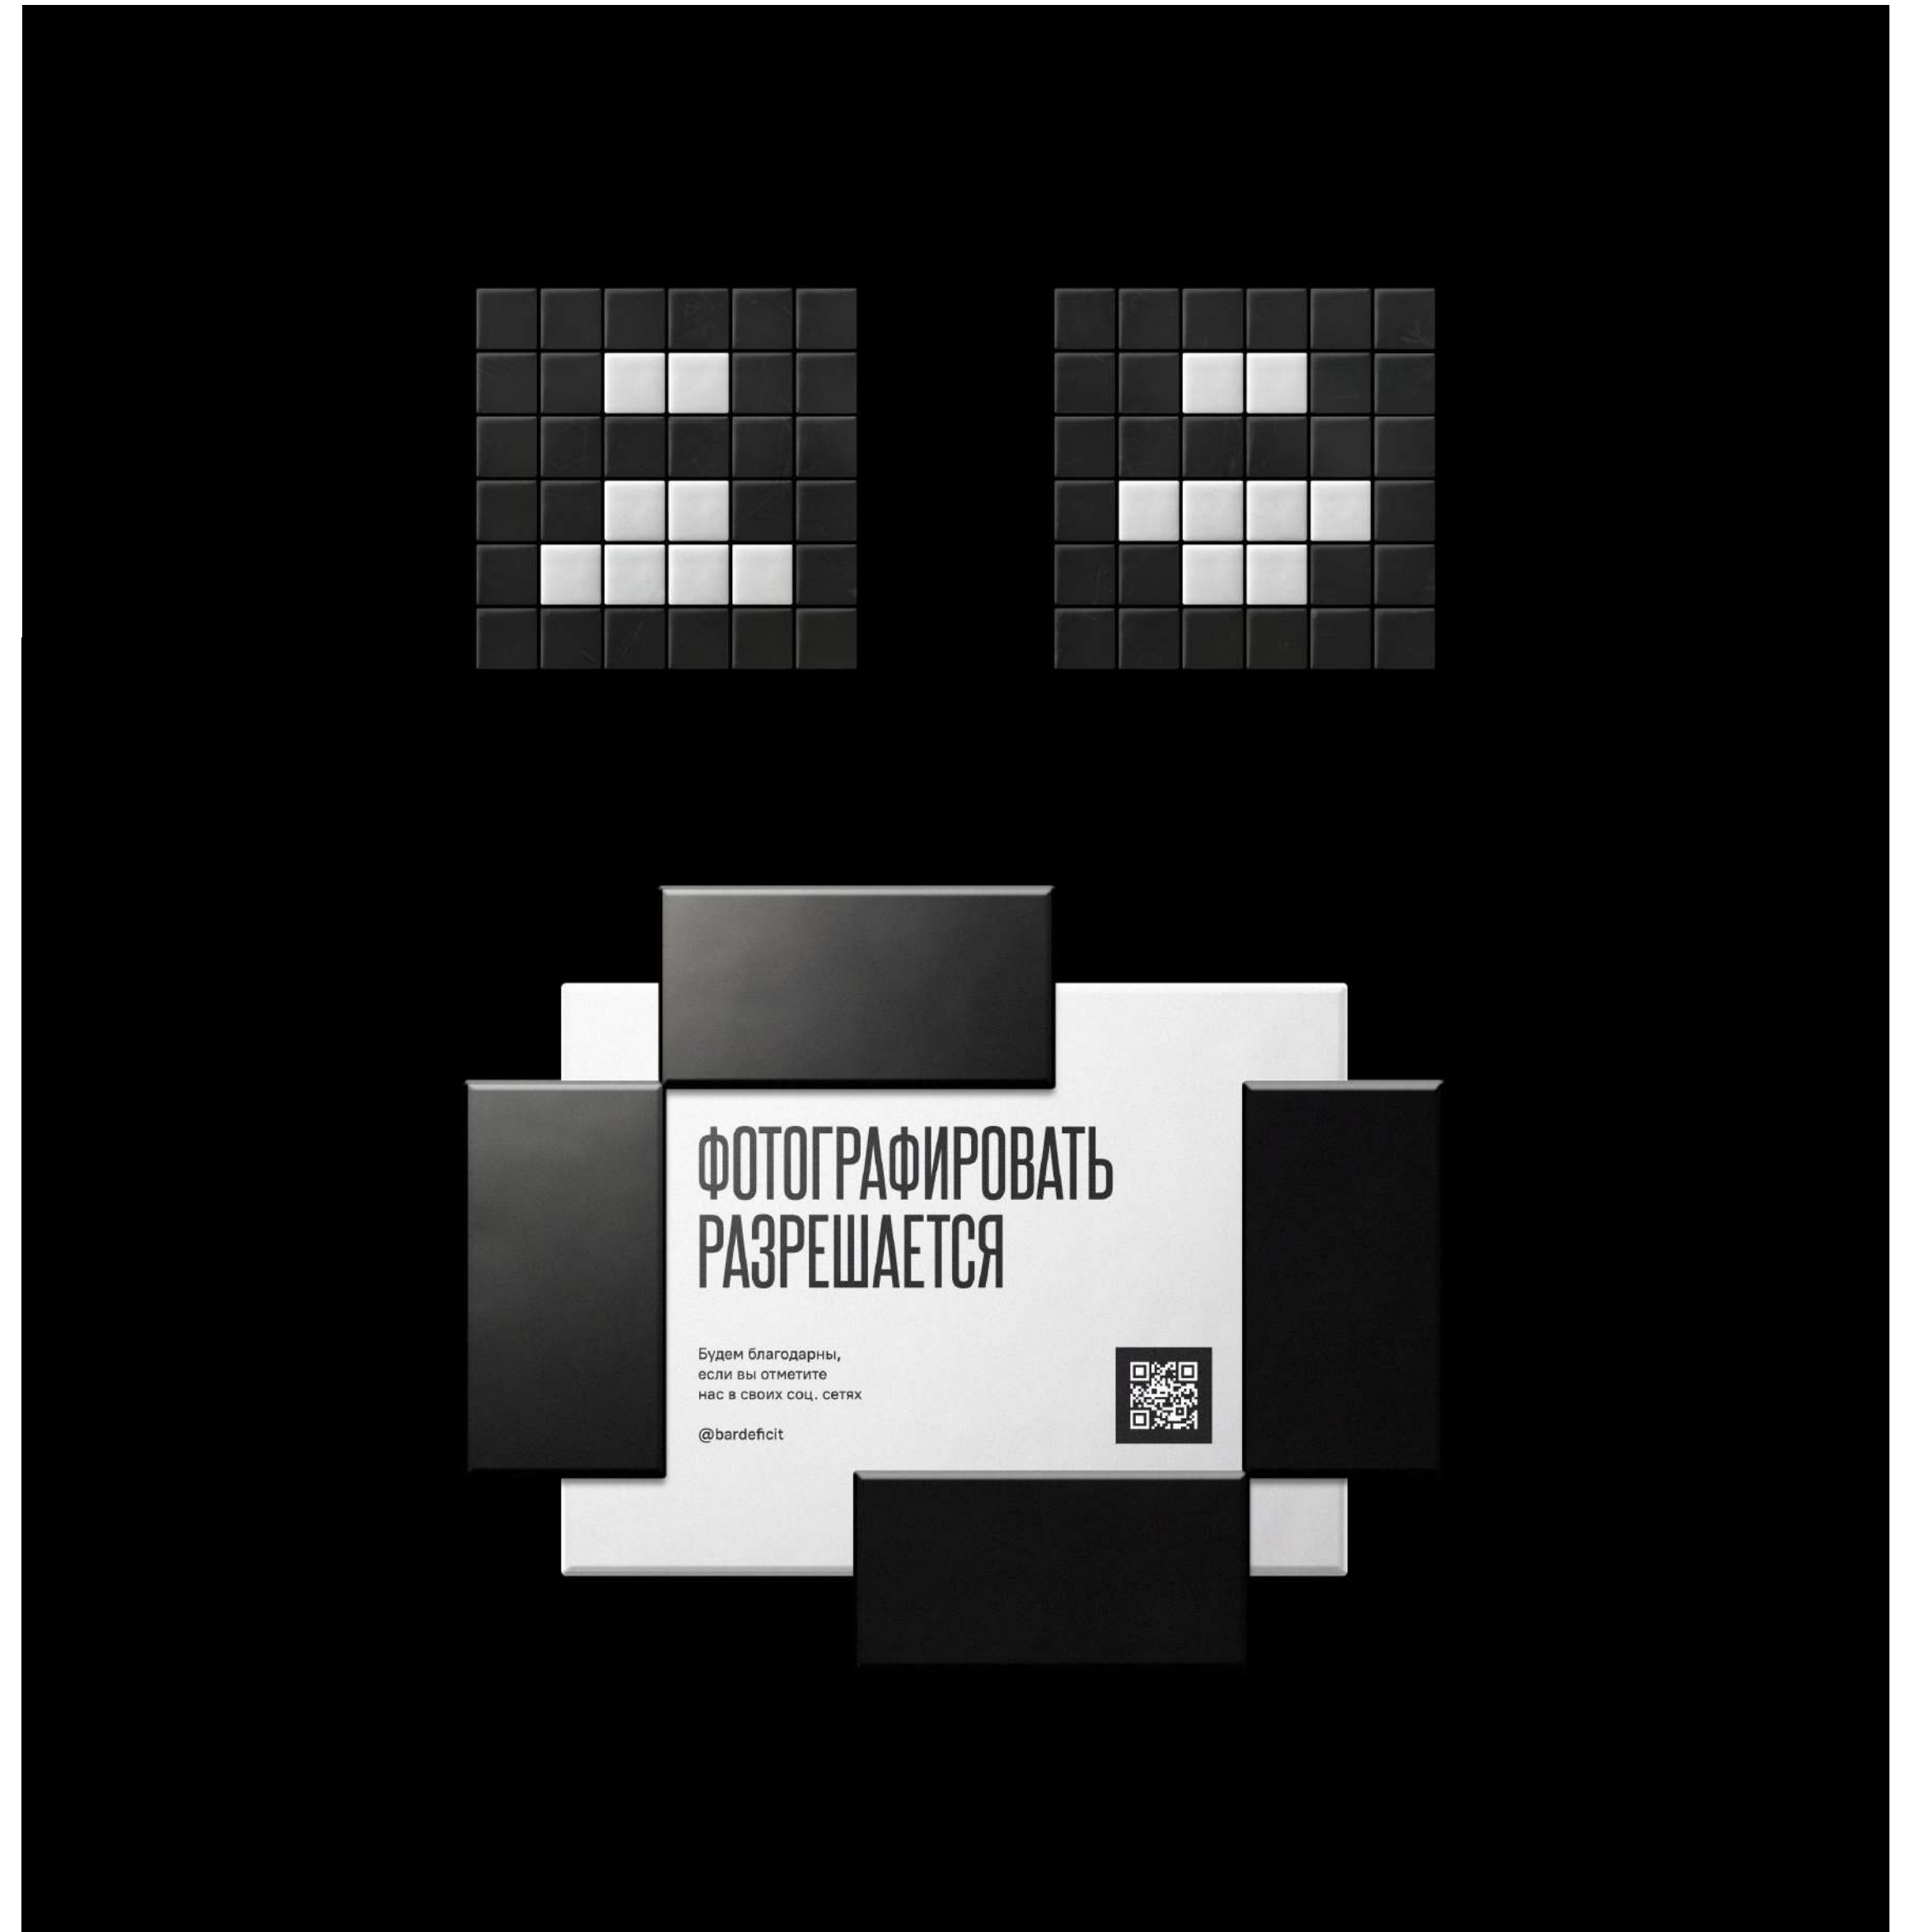 ФОТОГРАФИРОВАТЬ
РАЗРЕШАЕТСЯ
Будем благодарны,
если вы отметите
нас в своих соц. сетях
@bardeficit